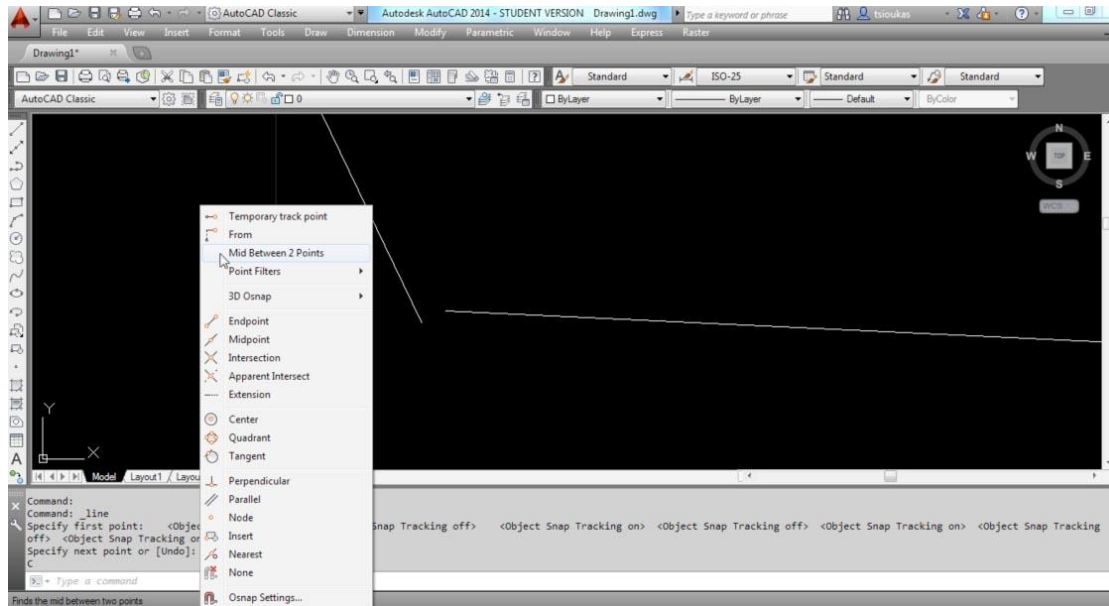 AutoCAD Classic
Autodesk AutoCAD 2014 - STUDENT VERSION Drawing1.dwg
Type a keyword or phrase
tsioukas
File Edit View Insert Format Tools Draw Dimension Modify Parametric Window Help Express Raster
Drawing1*
Standard ISO-25 Standard Standard
AutoCAD Classic 0 ByLayer ByLayer Default ByColor
N
W TOP E
S
WCS
Temporary track point
From
Mid Between 2 Points
Point Filters
3D Osnap
Endpoint
Midpoint
Intersection
Apparent Intersect
Extension
Center
Quadrant
Tangent
Perpendicular
Parallel
Node
Insert
Nearest
None
Osnap Settings...
Y
X
Model Layout1 Layou
Command:
Command: _line
Specify first point: <Objec Snap Tracking off> <Object Snap Tracking on> <Object Snap Tracking off> <Object Snap Tracking on> <Object Snap Tracking
off> <Object Snap Tracking on
Specify next point or [Undo]:
C
Type a command
Finds the mid between two points